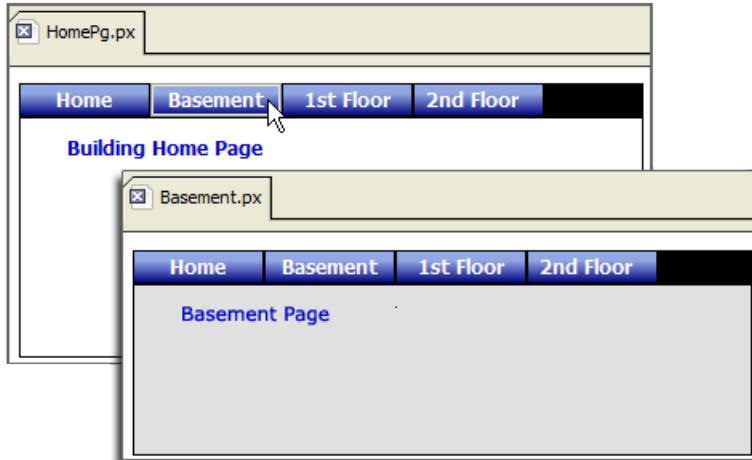 HomePg.px
Home Basement 1st Floor 2nd Floor
Building Home Page
Basement.px
Home Basement 1st Floor 2nd Floor
Basement Page